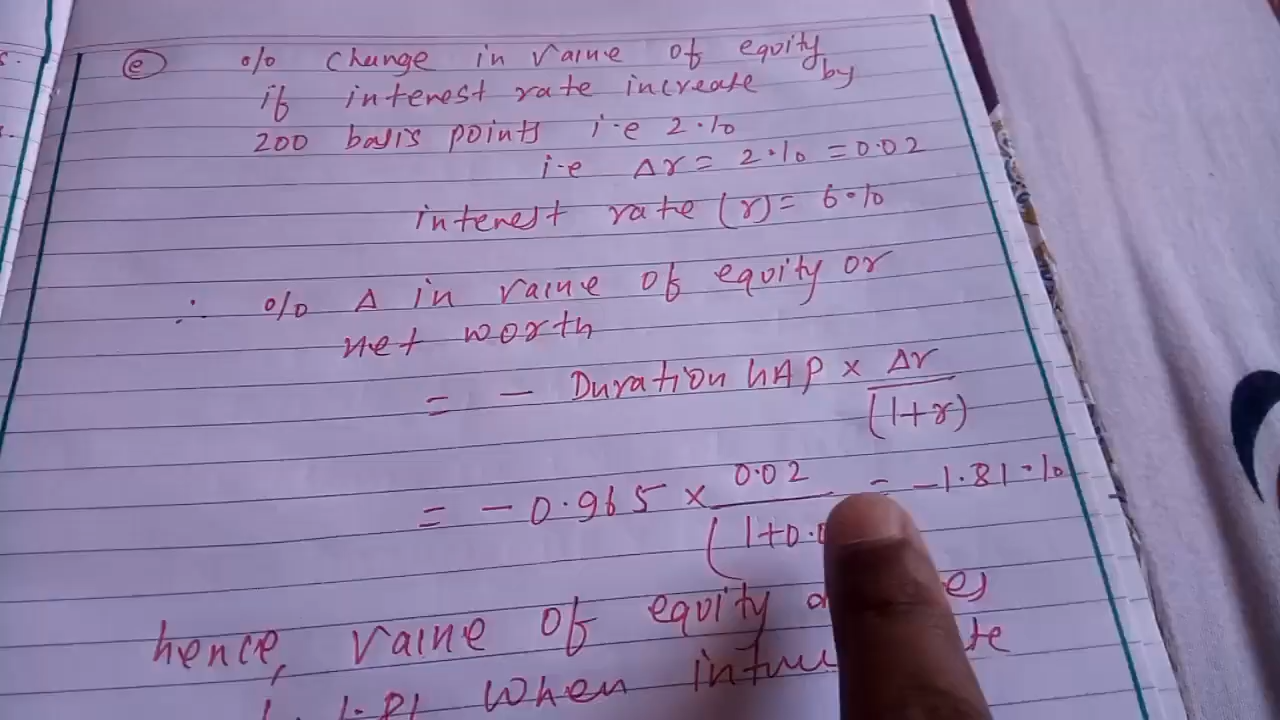 (e) % change in value of equity by
if interest rate increase
200 basis points i.e 2.%
i.e Δr = 2.% = 0.02
interest rate (r) = 6.%
∴ % Δ in value of equity or
net worth
= - Duration GAP × Δr/(1+r)
= - 0.965 × 0.02/(1+0. = -1.81.%
hence, value of equity
1.81 when